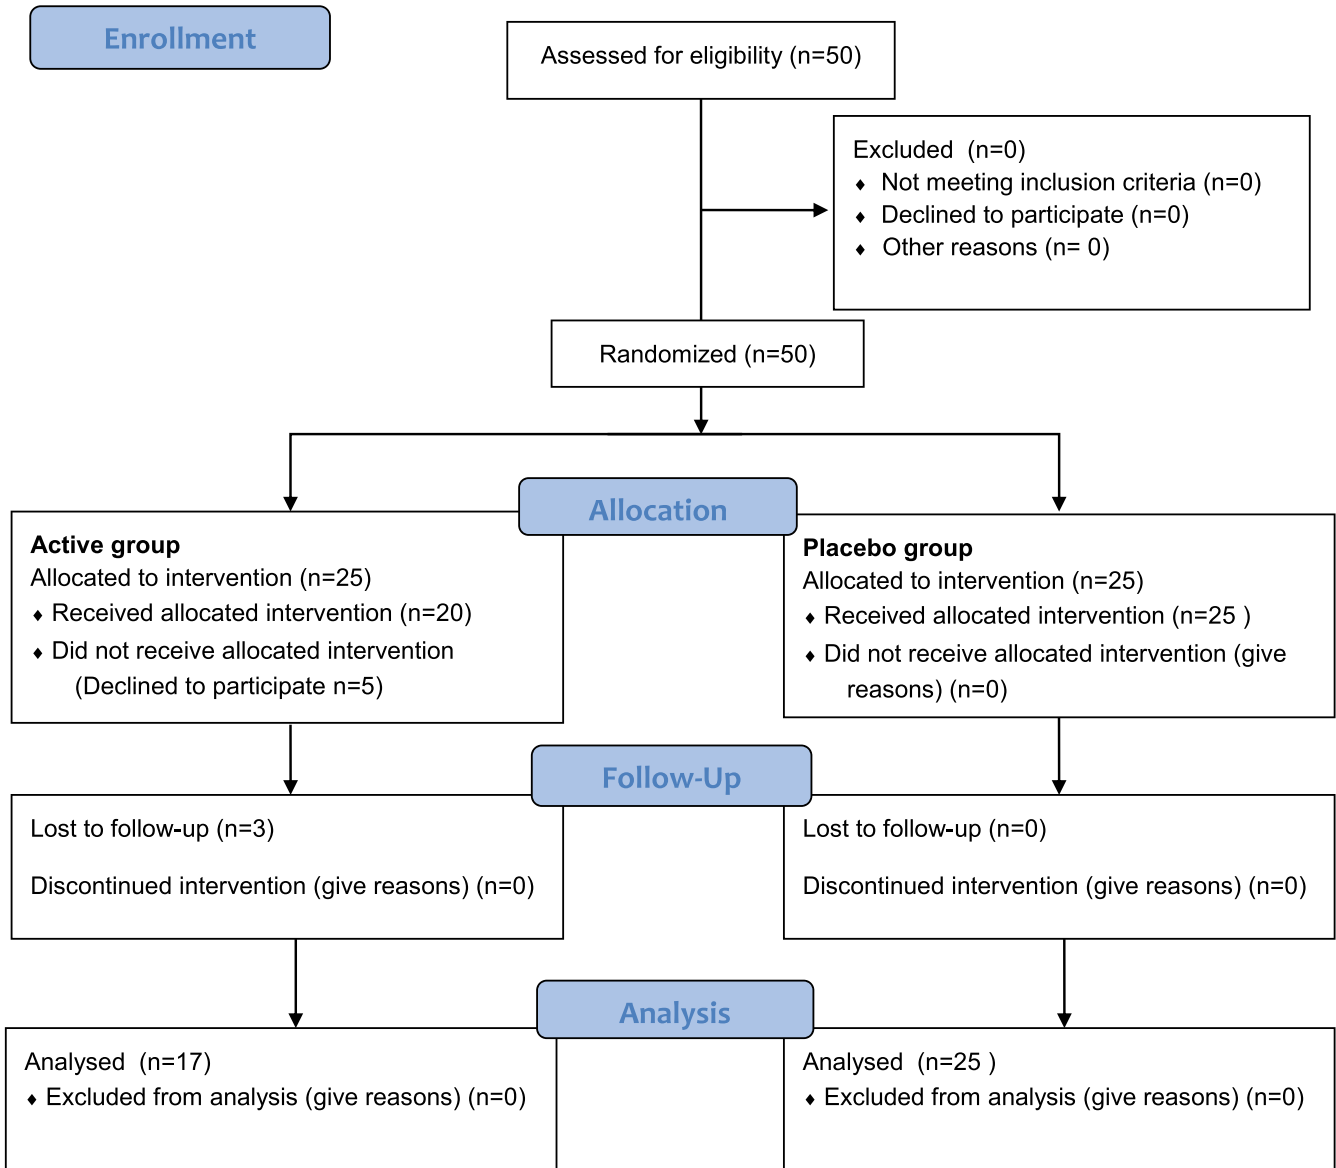 Enrollment
Assessed for eligibility (n=50)
Excluded  (n=0)
♦ Not meeting inclusion criteria (n=0)
♦ Declined to participate (n=0)
♦ Other reasons (n= 0)
Randomized (n=50)
Allocation
Active group
Allocated to intervention (n=25)
♦ Received allocated intervention (n=20)
♦ Did not receive allocated intervention
(Declined to participate n=5)
Placebo group
Allocated to intervention (n=25)
♦ Received allocated intervention (n=25 )
♦ Did not receive allocated intervention (give
reasons) (n=0)
Follow-Up
Lost to follow-up (n=3)
Discontinued intervention (give reasons) (n=0)
Lost to follow-up (n=0)
Discontinued intervention (give reasons) (n=0)
Analysis
Analysed  (n=17)
♦ Excluded from analysis (give reasons) (n=0)
Analysed  (n=25 )
♦ Excluded from analysis (give reasons) (n=0)